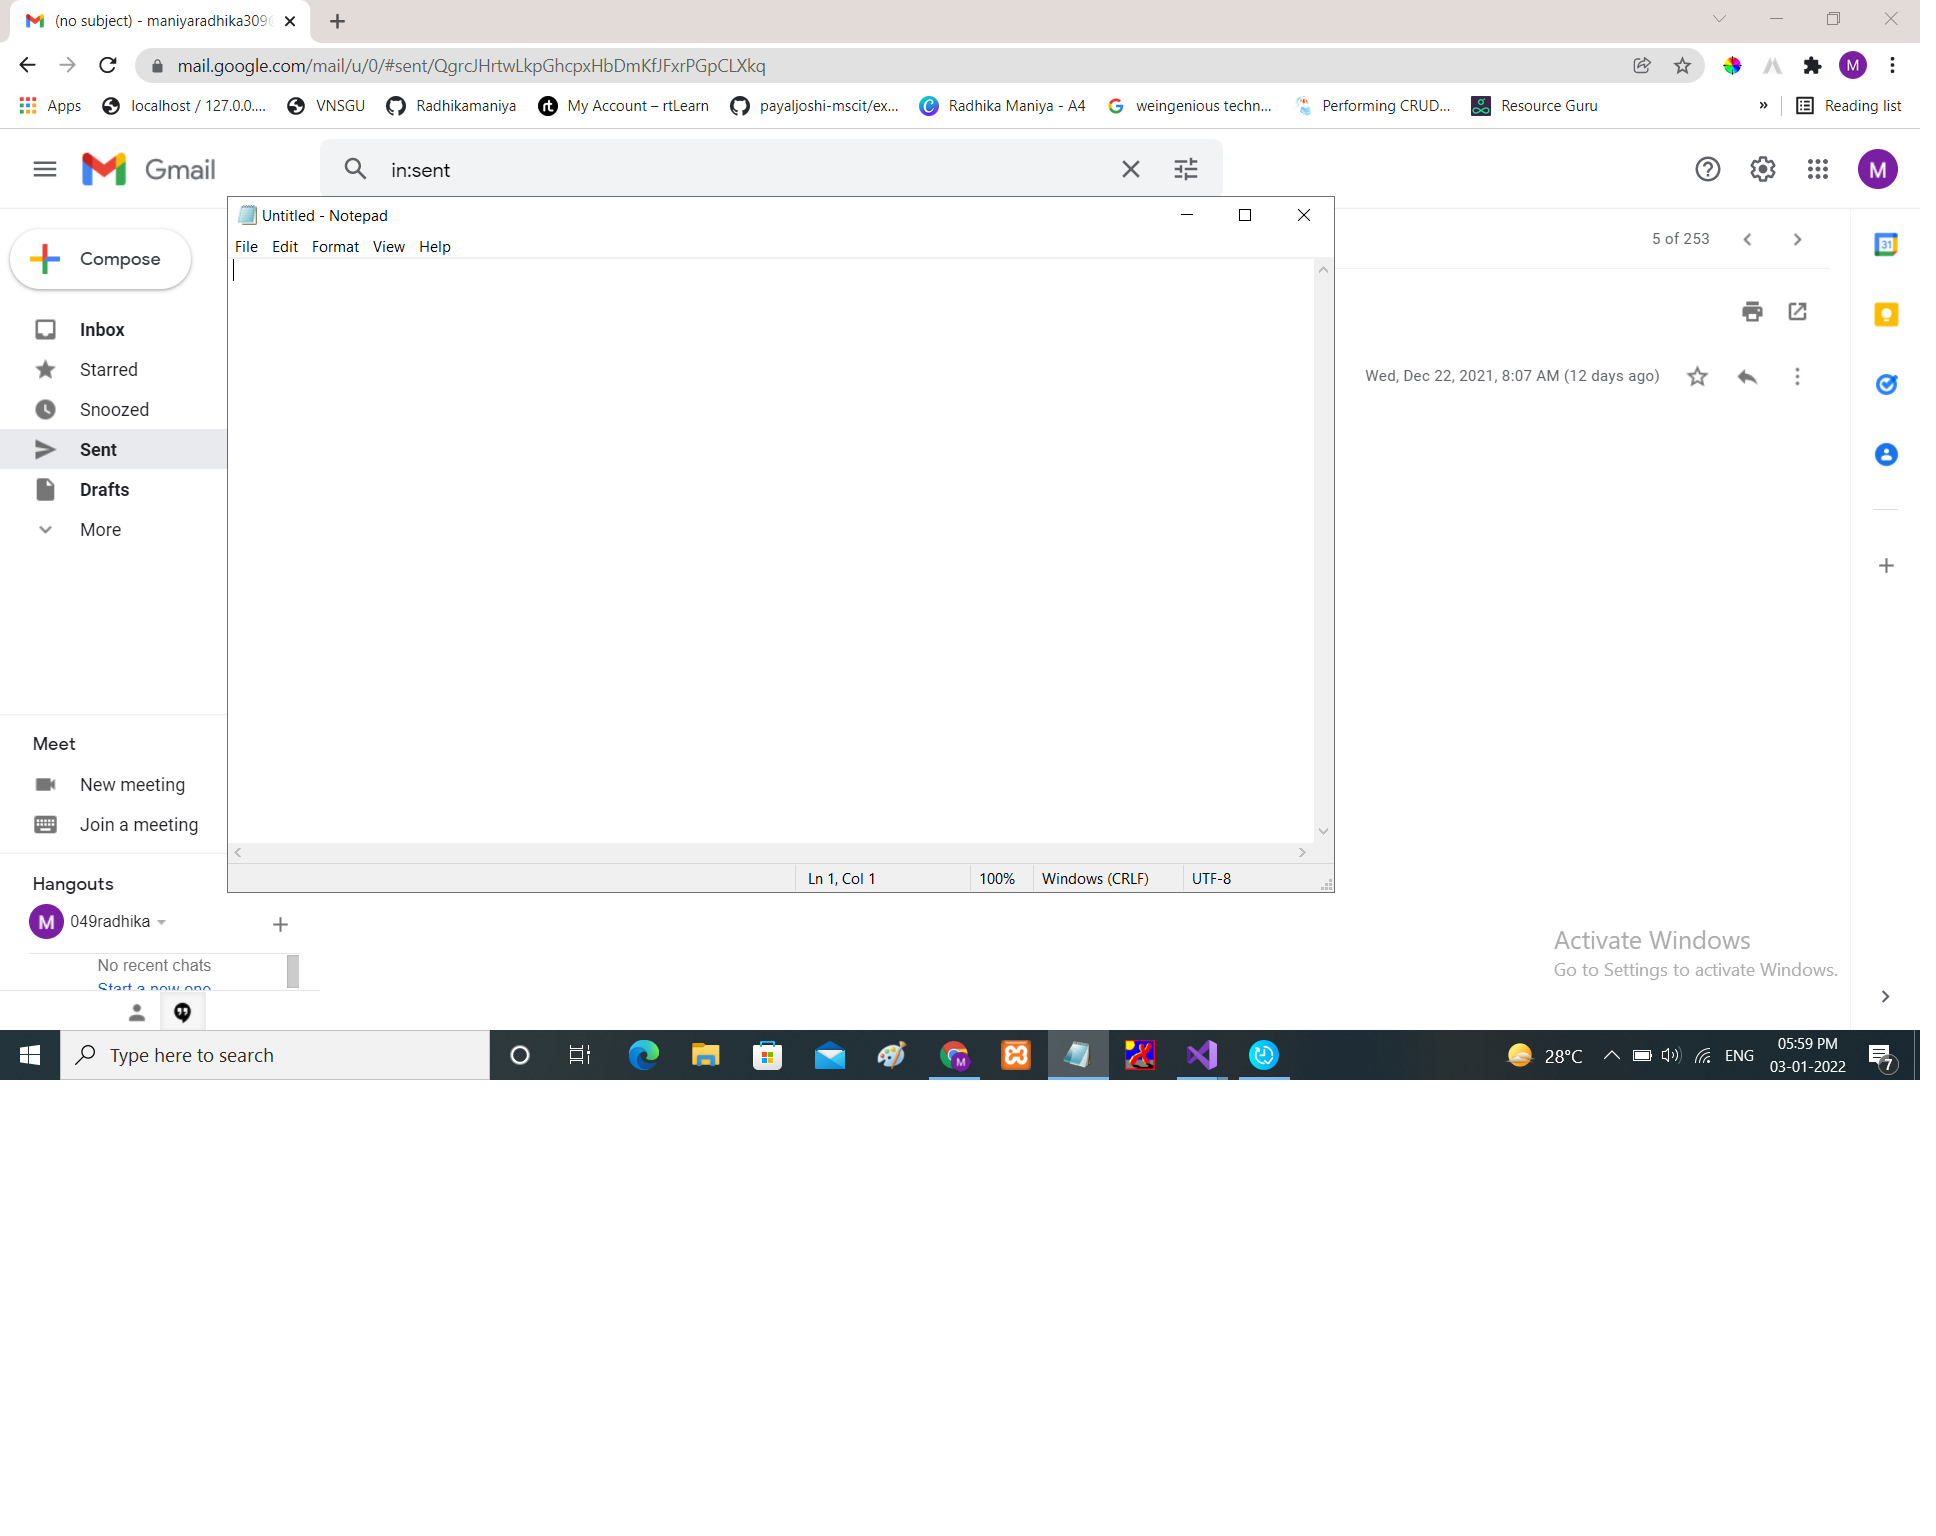 (no subject) - maniyaradhika309
mail.google.com/mail/u/0/#sent/QgrcJHrtwLkpGhcpxHbDmKfJFxrPGpCLXkq
M
Apps
localhost / 127.0.0....
VNSGU
Radhikamaniya
rt
My Account – rtLearn
payaljoshi-mscit/ex...
Radhika Maniya - A4
weingenious techn...
Performing CRUD...
Resource Guru
»
Reading list
Gmail
in:sent
M
Untitled - Notepad
File Edit Format View Help
Compose
5 of 253
31
Inbox
Starred
Snoozed
Sent
Drafts
More
Wed, Dec 22, 2021, 8:07 AM (12 days ago)
Meet
New meeting
Join a meeting
Ln 1, Col 1
100%
Windows (CRLF)
UTF-8
Hangouts
M
049radhika
No recent chats
Start a new one
Activate Windows
Go to Settings to activate Windows.
Type here to search
M
28°C
ENG
05:59 PM
03-01-2022
7